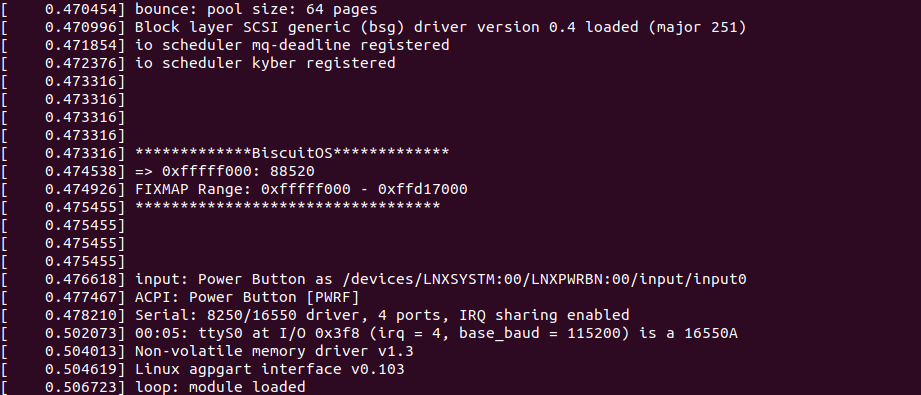 [    0.470454] bounce: pool size: 64 pages
[    0.470996] Block layer SCSI generic (bsg) driver version 0.4 loaded (major 251)
[    0.471854] io scheduler mq-deadline registered
[    0.472376] io scheduler kyber registered
[    0.473316]
[    0.473316]
[    0.473316]
[    0.473316]
[    0.473316] *************BiscuitOS*************
[    0.474538] => 0xfffff000: 88520
[    0.474926] FIXMAP Range: 0xfffff000 - 0xffd17000
[    0.475455] **********************************
[    0.475455]
[    0.475455]
[    0.475455]
[    0.476618] input: Power Button as /devices/LNXSYSTM:00/LNXPWRBN:00/input/input0
[    0.477467] ACPI: Power Button [PWRF]
[    0.478210] Serial: 8250/16550 driver, 4 ports, IRQ sharing enabled
[    0.502073] 00:05: ttyS0 at I/O 0x3f8 (irq = 4, base_baud = 115200) is a 16550A
[    0.504013] Non-volatile memory driver v1.3
[    0.504619] Linux agpgart interface v0.103
[    0.506723] loop: module loaded